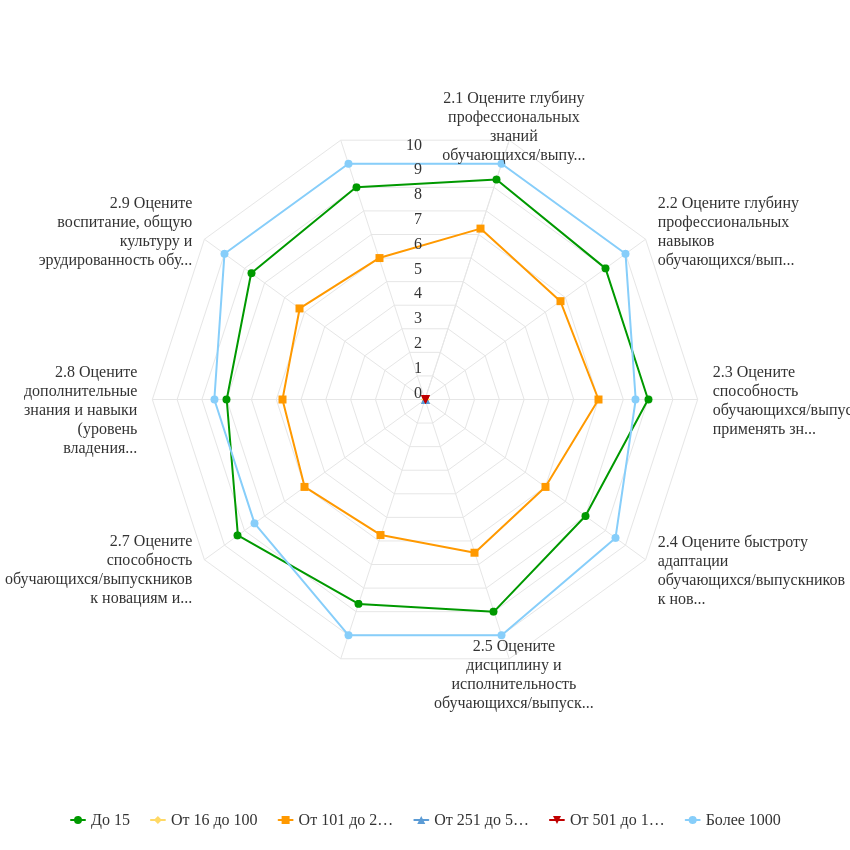 2.1 Оцените глубину
профессиональных
знаний
обучающихся/выпу...
10
9
8
7
6
5
4
3
2
1
0
2.2 Оцените глубину
профессиональных
навыков
обучающихся/вып...
2.3 Оцените
способность
обучающихся/выпус
применять зн...
2.4 Оцените быстроту
адаптации
обучающихся/выпускников
к нов...
2.5 Оцените
дисциплину и
исполнительность
обучающихся/выпуск...
2.7 Оцените
способность
обучающихся/выпускников
к новациям и...
2.8 Оцените
дополнительные
знания и навыки
(уровень
владения...
2.9 Оцените
воспитание, общую
культуру и
эрудированность обу...
До 15
От 16 до 100
От 101 до 2…
От 251 до 5…
От 501 до 1…
Более 1000